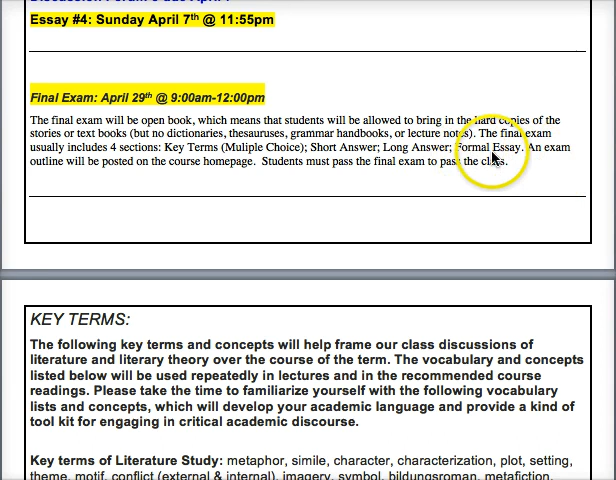 Essay #4: Sunday April 7th @ 11:55pm
Final Exam: April 29th @ 9:00am-12:00pm
The final exam will be open book, which means that students will be allowed to bring in the hard copies of the
stories or text books (but no dictionaries, thesauruses, grammar handbooks, or lecture notes). The final exam
usually includes 4 sections: Key Terms (Muliple Choice); Short Answer; Long Answer; Formal Essay. An exam
outline will be posted on the course homepage. Students must pass the final exam to pass the class.
KEY TERMS:
The following key terms and concepts will help frame our class discussions of
literature and literary theory over the course of the term. The vocabulary and concepts
listed below will be used repeatedly in lectures and in the recommended course
readings. Please take the time to familiarize yourself with the following vocabulary
lists and concepts, which will develop your academic language and provide a kind of
tool kit for engaging in critical academic discourse.
Key terms of Literature Study: metaphor, simile, character, characterization, plot, setting,
theme, motif, conflict (external & internal), imagery, symbol, bildungsroman, metafiction,